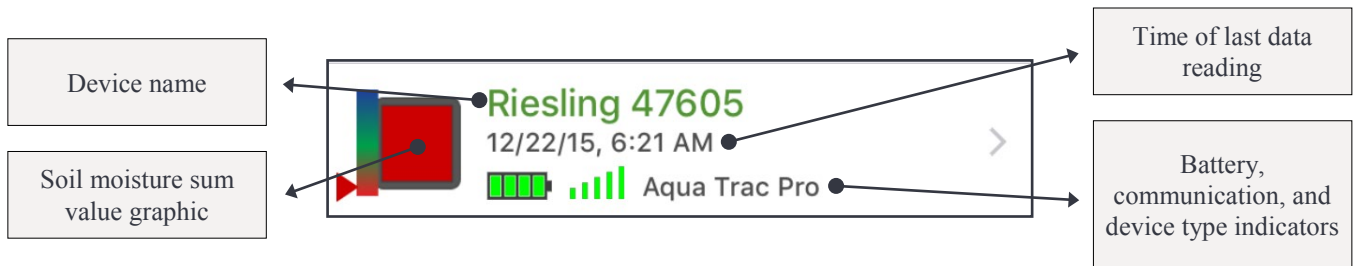 Device name
Soil moisture sum
value graphic
Riesling 47605
12/22/15, 6:21 AM
Aqua Trac Pro
Time of last data
reading
Battery,
communication, and
device type indicators